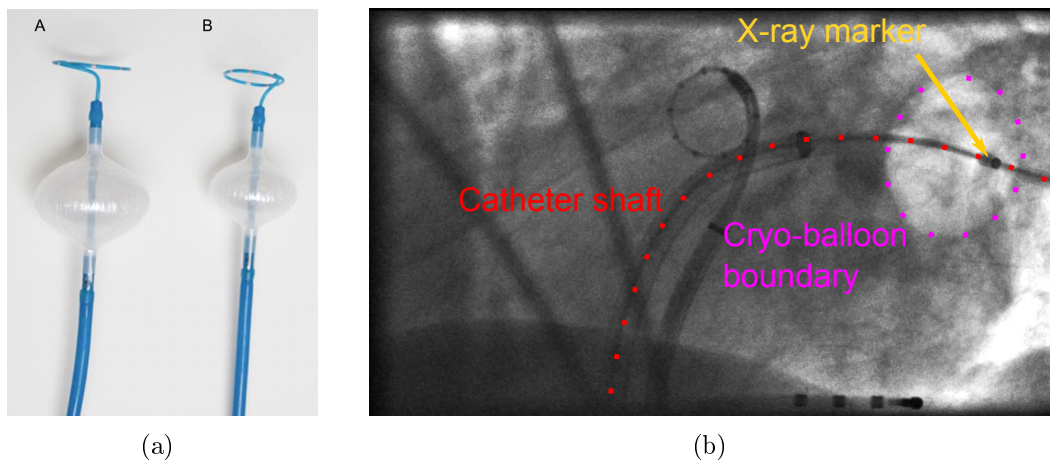 A
B
X-ray marker
Catheter shaft
Cryo-balloon
boundary
(a)
(b)